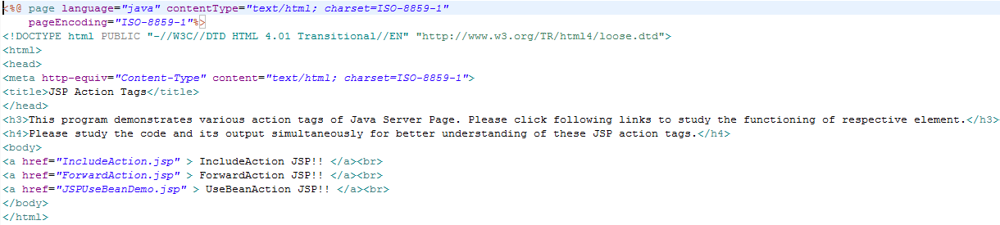 <%@ page language="java" contentType="text/html; charset=ISO-8859-1"
    pageEncoding="ISO-8859-1"%>
<!DOCTYPE html PUBLIC "-//W3C//DTD HTML 4.01 Transitional//EN" "http://www.w3.org/TR/html4/loose.dtd">
<html>
<head>
<meta http-equiv="Content-Type" content="text/html; charset=ISO-8859-1">
<title>JSP Action Tags</title>
</head>
<h3>This program demonstrates various action tags of Java Server Page. Please click following links to study the functioning of respective element.</h3>
<h4>Please study the code and its output simultaneously for better understanding of these JSP action tags.</h4>
<body>
<a href="IncludeAction.jsp" > IncludeAction JSP!! </a><br>
<a href="ForwardAction.jsp" > ForwardAction JSP!! </a><br>
<a href="JSPUseBeanDemo.jsp" > UseBeanAction JSP!! </a><br>
</body>
</html>